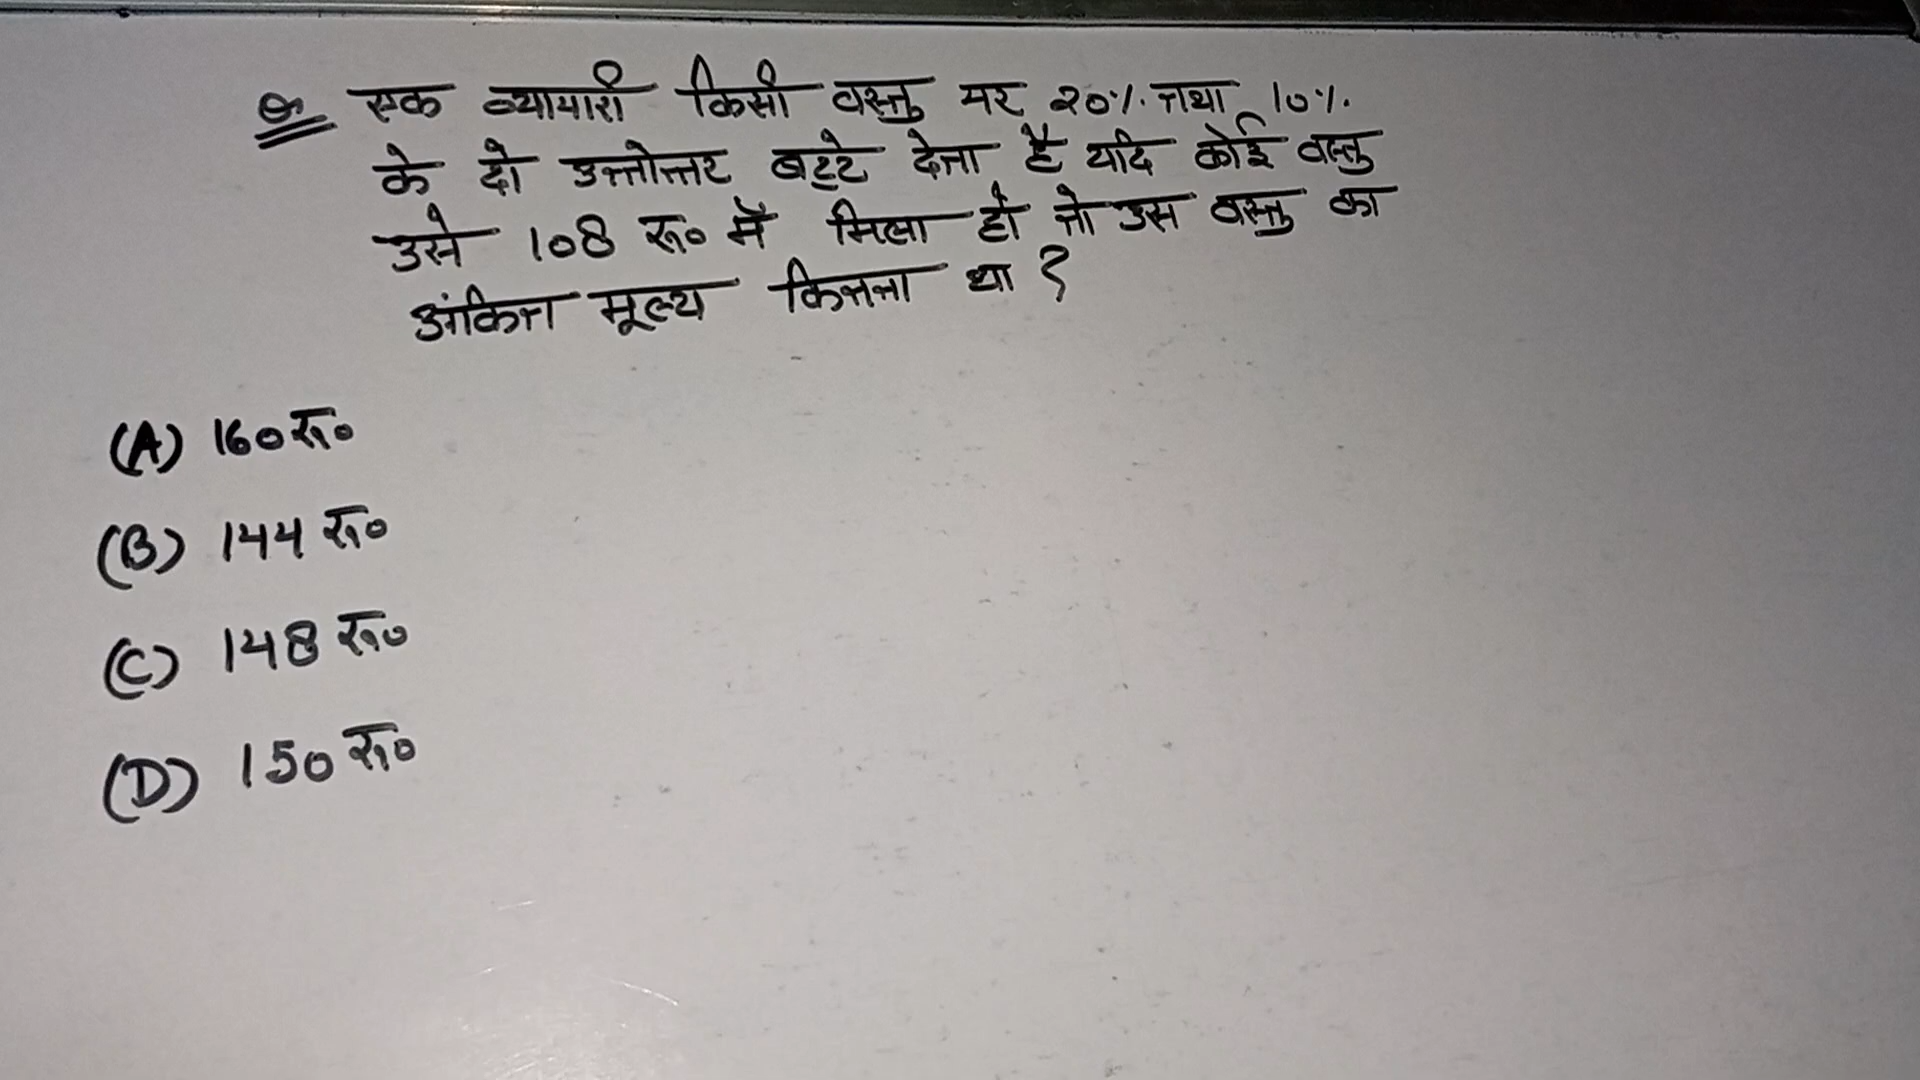 Q. एक व्यापारी किसी वस्तु पर 20%. तथा 10%.
के दो उत्तोत्तर बट्टे देता है यदि कोई वस्तु
उसे 108 रू० में मिला हो तो उस वस्तु का
अंकित मूल्य कितना था ?
(A) 160 रू०
(B) 144 रू०
(C) 148 रू०
(D) 150 रू०